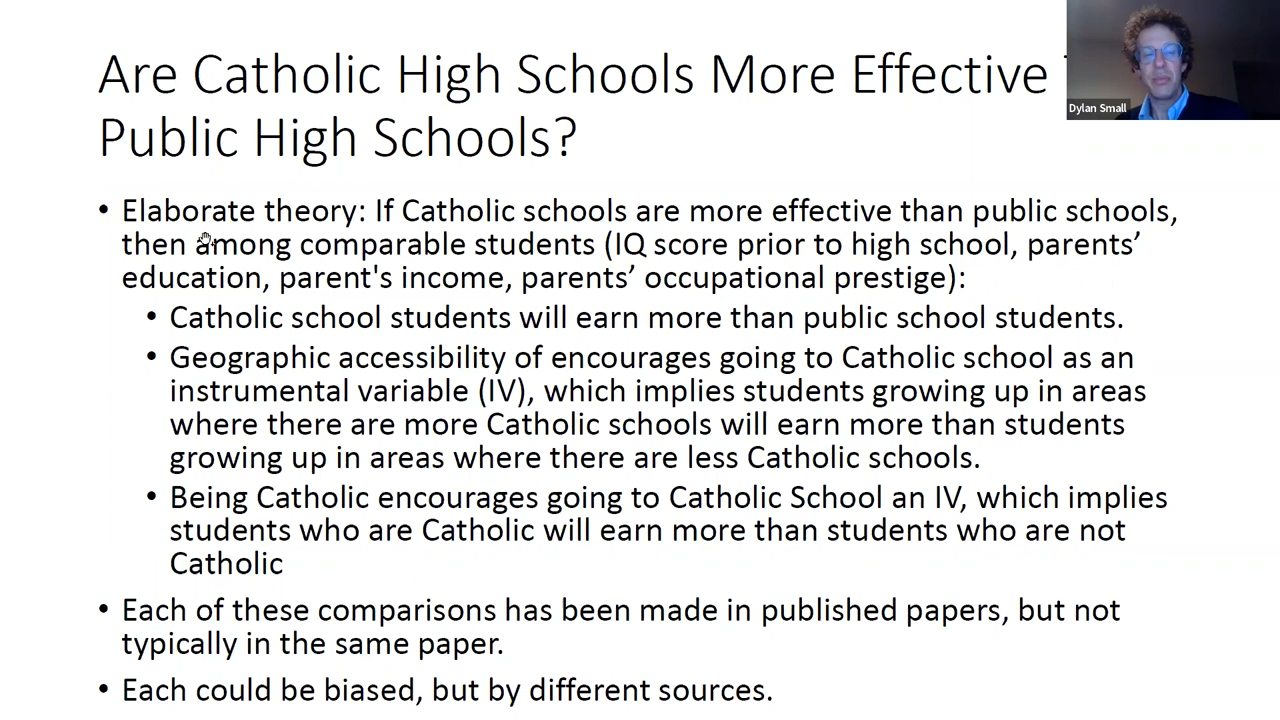 Are Catholic High Schools More Effective
Public High Schools?
Dylan Small
• Elaborate theory: If Catholic schools are more effective than public schools,
then among comparable students (IQ score prior to high school, parents’
education, parent's income, parents’ occupational prestige):
• Catholic school students will earn more than public school students.
• Geographic accessibility of encourages going to Catholic school as an
instrumental variable (IV), which implies students growing up in areas
where there are more Catholic schools will earn more than students
growing up in areas where there are less Catholic schools.
• Being Catholic encourages going to Catholic School an IV, which implies
students who are Catholic will earn more than students who are not
Catholic
• Each of these comparisons has been made in published papers, but not
typically in the same paper.
• Each could be biased, but by different sources.